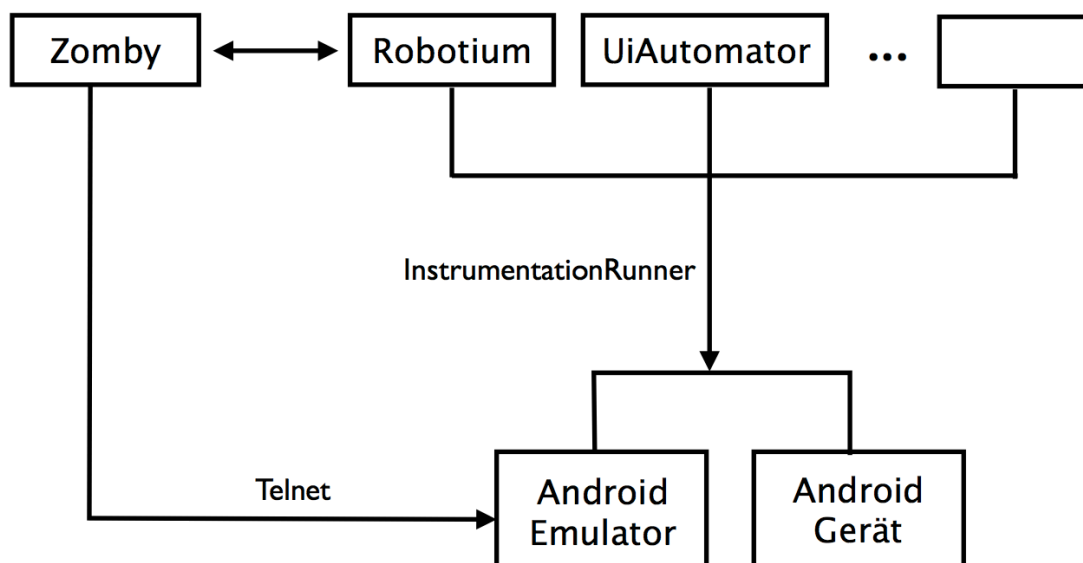 Zomby
Robotium
UiAutomator
...
InstrumentationRunner
Telnet
Android
Emulator
Android
Gerät